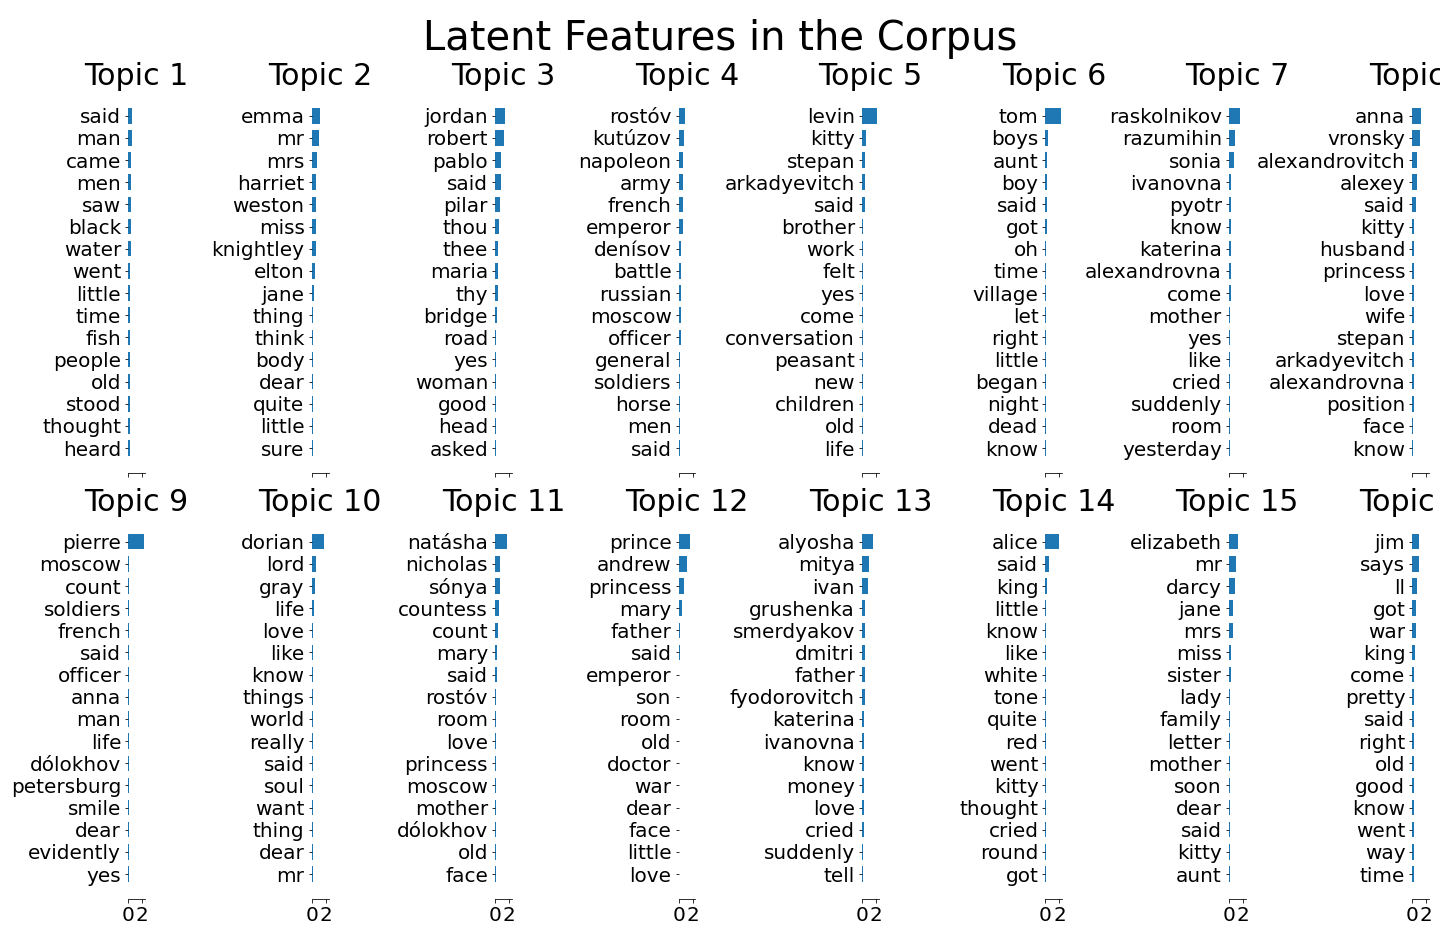 Latent Features in the Corpus
Topic 1
said
man
came
men
saw
black
water
went
little
time
fish
people
old
stood
thought
heard
Topic 2
emma
mr
mrs
harriet
weston
miss
knightley
elton
jane
thing
think
body
dear
quite
little
sure
Topic 3
jordan
robert
pablo
said
pilar
thou
thee
maria
thy
bridge
road
yes
woman
good
head
asked
Topic 4
rostóv
kutúzov
napoleon
army
french
emperor
denísov
battle
russian
moscow
officer
general
soldiers
horse
men
said
Topic 5
levin
kitty
stepan
arkadyevitch
said
brother
work
felt
yes
come
conversation
peasant
new
children
old
life
Topic 6
tom
boys
aunt
boy
said
got
oh
time
village
let
right
little
began
night
dead
know
Topic 7
raskolnikov
razumihin
sonia
ivanovna
pyotr
know
katerina
alexandrovna
come
mother
yes
like
cried
suddenly
room
yesterday
Topic
anna
vronsky
alexandrovitch
alexey
said
kitty
husband
princess
love
wife
stepan
arkadyevitch
alexandrovna
position
face
know
Topic 9
pierre
moscow
count
soldiers
french
said
officer
anna
man
life
dólokhov
petersburg
smile
dear
evidently
yes
0 2
Topic 10
dorian
lord
gray
life
love
like
know
things
world
really
said
soul
want
thing
dear
mr
0 2
Topic 11
natásha
nicholas
sónya
countess
count
mary
said
rostóv
room
love
princess
moscow
mother
dólokhov
old
face
0 2
Topic 12
prince
andrew
princess
mary
father
said
emperor
son
room
old
doctor
war
dear
face
little
love
0 2
Topic 13
alyosha
mitya
ivan
grushenka
smerdyakov
dmitri
father
fyodorovitch
katerina
ivanovna
know
money
love
cried
suddenly
tell
0 2
Topic 14
alice
said
king
little
know
like
white
tone
quite
red
went
kitty
thought
cried
round
got
0 2
Topic 15
elizabeth
mr
darcy
jane
mrs
miss
sister
lady
family
letter
mother
soon
dear
said
kitty
aunt
0 2
Topic
jim
says
ll
got
war
king
come
pretty
said
right
old
good
know
went
way
time
0 2